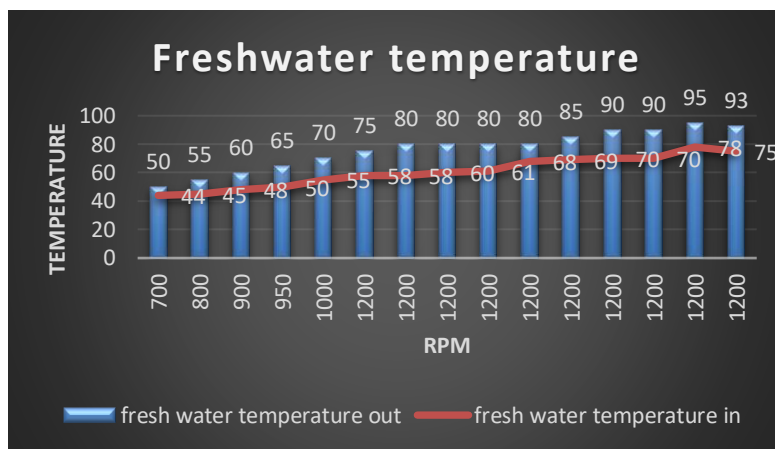 Freshwater temperature
100
80
60
40
20
0
TEMPERATURE
50 55 60 65 70 75 80 80 80 80 85 90 90 95 93
44 45 48 50 55 58 58 60 61 68 69 70 70 78 75
700 800 900 950 1000 1200 1200 1200 1200 1200 1200 1200 1200 1200 1200
RPM
fresh water temperature out fresh water temperature in